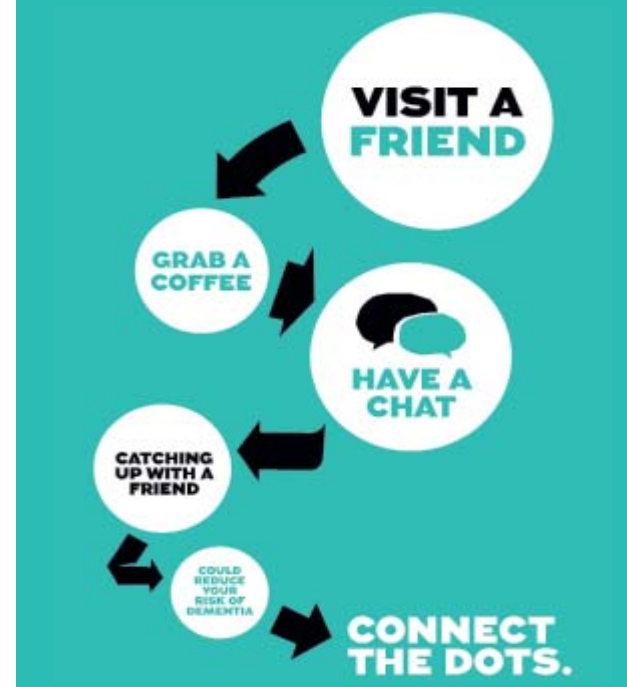 VISIT A
FRIEND
GRAB A
COFFEE
HAVE A
CHAT
CATCHING
UP WITH A
FRIEND
COULD
REDUCE
YOUR
RISK OF
DEMENTIA
CONNECT
THE DOTS.